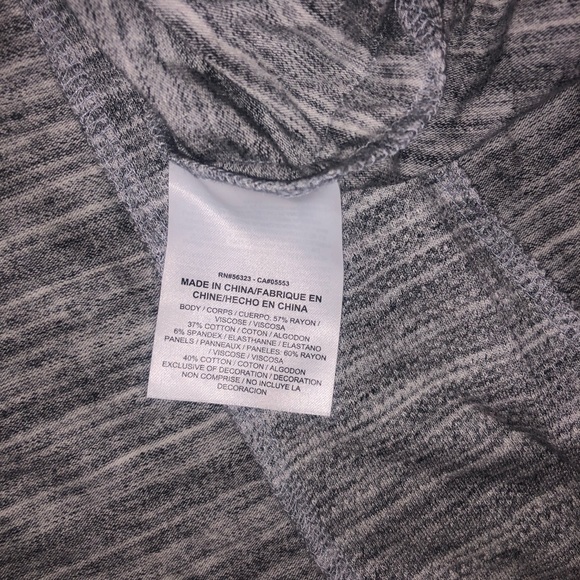 RN#56323 - CA#05553
MADE IN CHINA/FABRIQUE EN
CHINE/HECHO EN CHINA
BODY / CORPS / CUERPO: 57% RAYON /
VISCOSE / VISCOSA
37% COTTON / COTON / ALGODON
6% SPANDEX / ELASTHANNE / ELASTANO
PANELS / PANNEAUX / PANELES: 60% RAYON
/ VISCOSE / VISCOSA
40% COTTON / COTON / ALGODON
EXCLUSIVE OF DECORATION / DECORATION
NON COMPRISE / NO INCLUYE LA
DECORACION